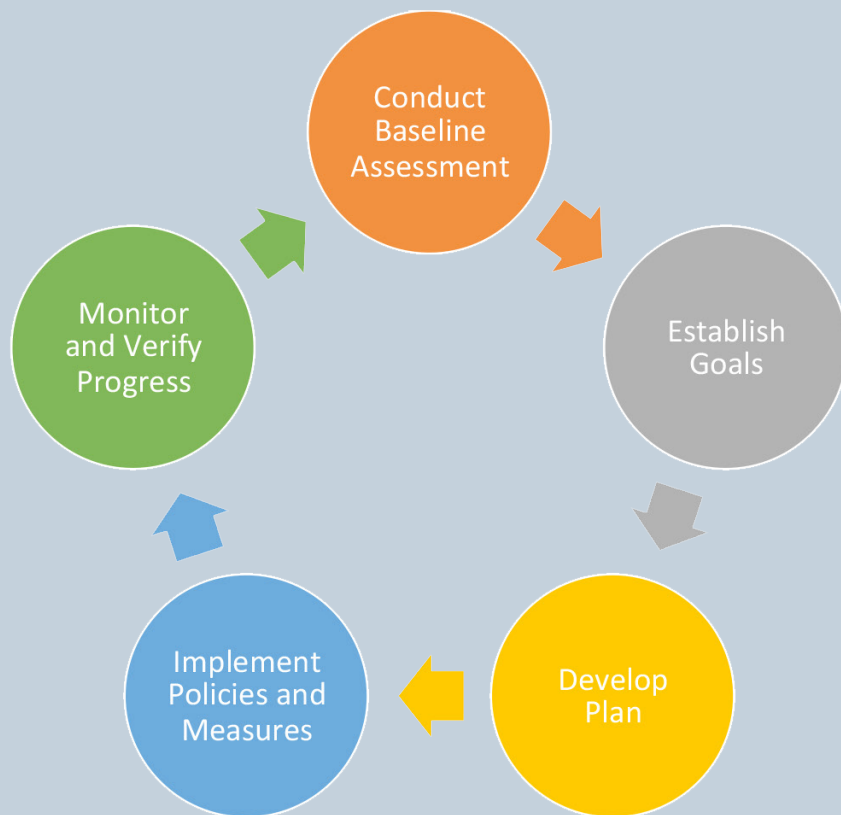 Conduct
Baseline
Assessment
Establish
Goals
Develop
Plan
Implement
Policies and
Measures
Monitor
and Verify
Progress